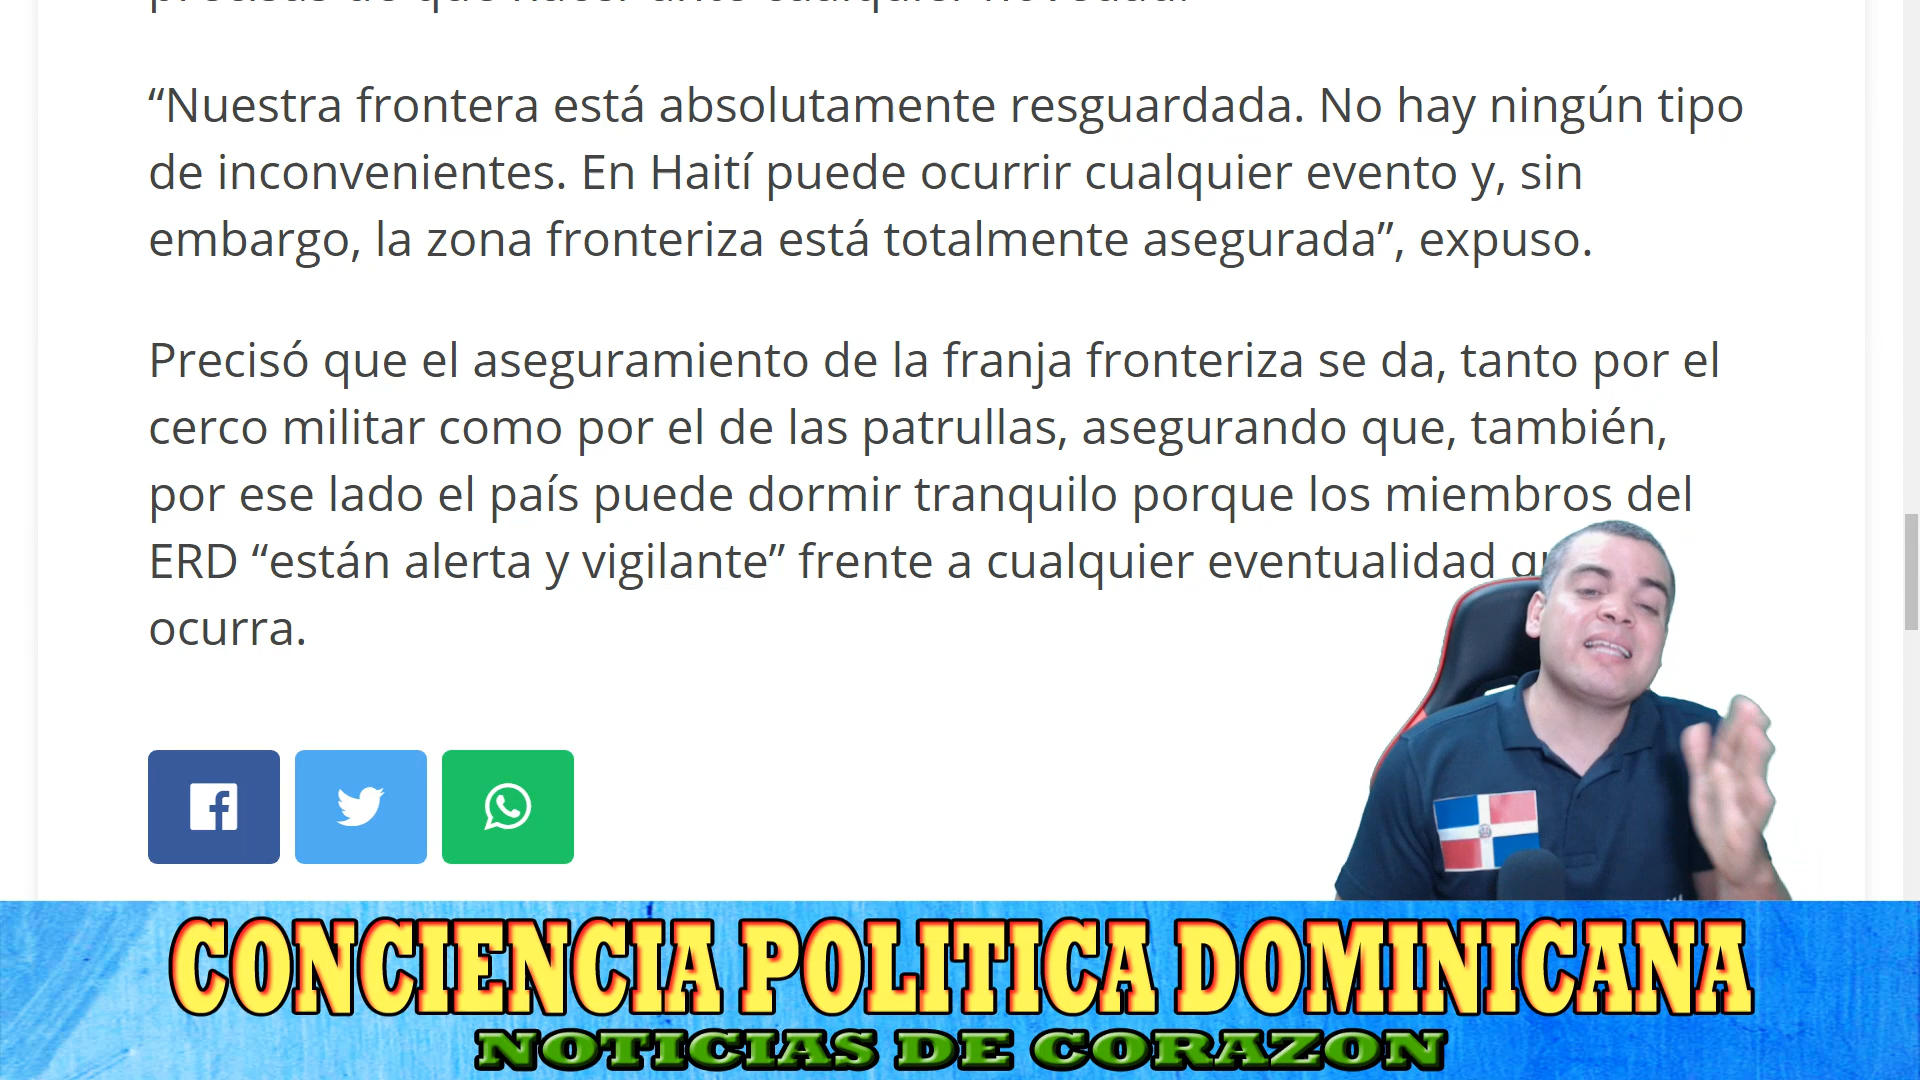 “Nuestra frontera está absolutamente resguardada. No hay ningún tipo
de inconvenientes. En Haití puede ocurrir cualquier evento y, sin
embargo, la zona fronteriza está totalmente asegurada”, expuso.
Precisó que el aseguramiento de la franja fronteriza se da, tanto por el
cerco militar como por el de las patrullas, asegurando que, también,
por ese lado el país puede dormir tranquilo porque los miembros del
ERD “están alerta y vigilante” frente a cualquier eventualidad
ocurra.
CONCIENCIA POLITICA DOMINICANA
NOTICIAS DE CORAZON